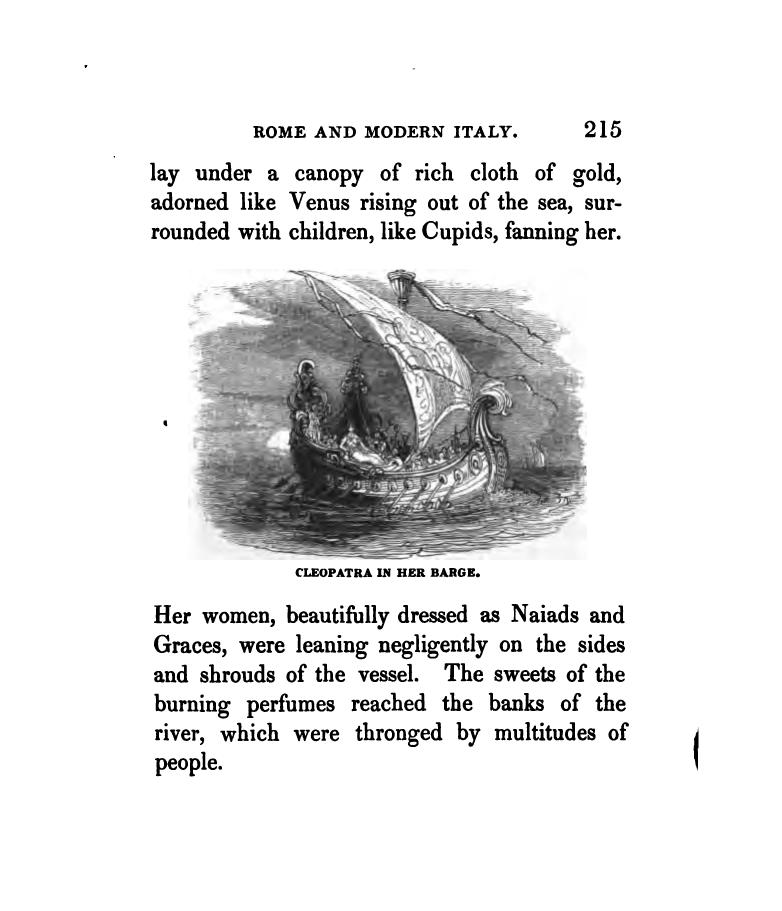 ROME AND MODERN ITALY. 215
lay under a canopy of rich cloth of gold,
adorned like Venus rising out of the sea, sur-
rounded with children, like Cupids, fanning her.
CLEOPATRA IN HER BARGE.
Her women, beautifully dressed as Naiads and
Graces, were leaning negligently on the sides
and shrouds of the vessel. The sweets of the
burning perfumes reached the banks of the
river, which were thronged by multitudes of
people.